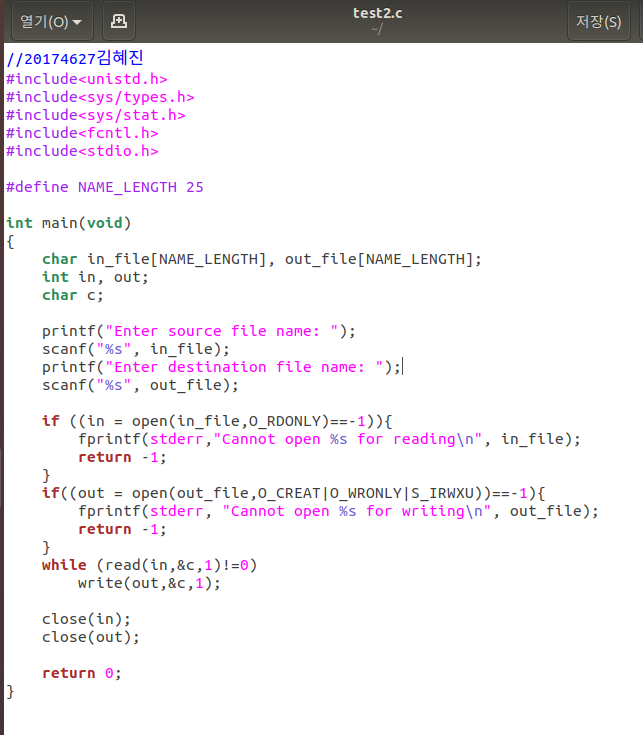 열기(O)
test2.c
~/
저장(S)
//20174627김혜진
#include<unistd.h>
#include<sys/types.h>
#include<sys/stat.h>
#include<fcntl.h>
#include<stdio.h>

#define NAME_LENGTH 25

int main(void)
{
    char in_file[NAME_LENGTH], out_file[NAME_LENGTH];
    int in, out;
    char c;

    printf("Enter source file name: ");
    scanf("%s", in_file);
    printf("Enter destination file name: ");
    scanf("%s", out_file);

    if ((in = open(in_file,O_RDONLY)==-1)){
        fprintf(stderr,"Cannot open %s for reading\n", in_file);
        return -1;
    }
    if((out = open(out_file,O_CREAT|O_WRONLY|S_IRWXU))==-1){
        fprintf(stderr, "Cannot open %s for writing\n", out_file);
        return -1;
    }
    while (read(in,&c,1)!=0)
        write(out,&c,1);

    close(in);
    close(out);

    return 0;
}